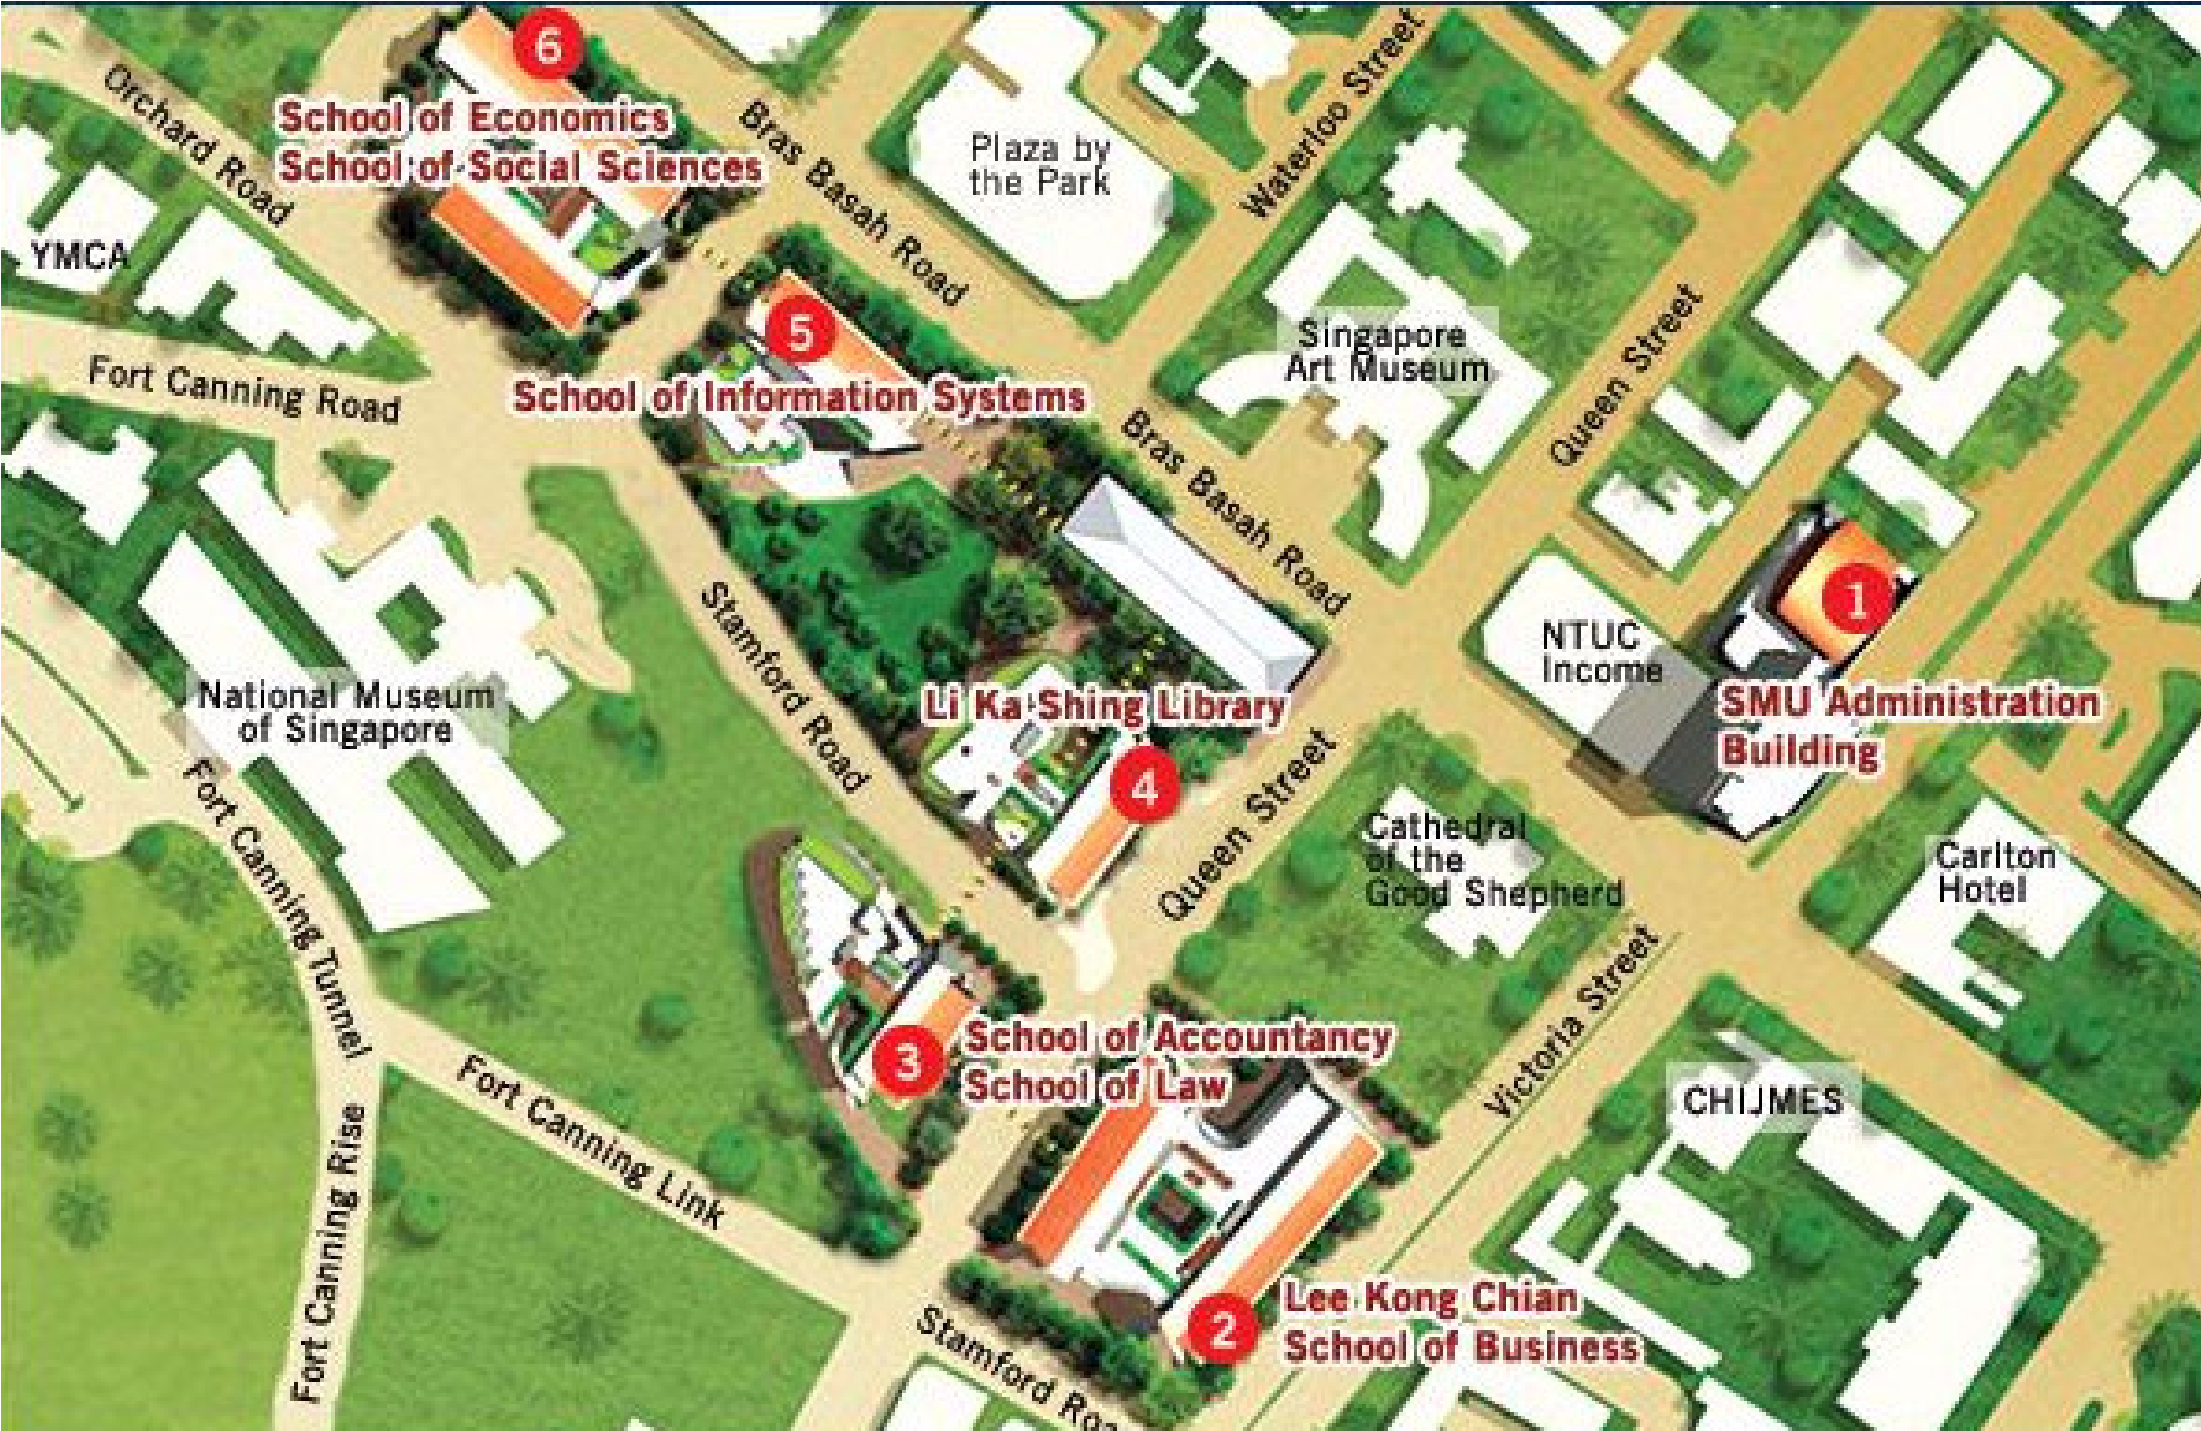 6
Orchard Road
School of Economics
School of Social Sciences
Bras Basah Road
Plaza by
the Park
Waterloo Street
YMCA
5
Singapore
Art Museum
Queen Street
Fort Canning Road
School of Information Systems
Bras Basah Road
1
NTUC
Income
Stamford Road
National Museum
of Singapore
Li Ka Shing Library
SMU Administration
Building
4
Queen Street
Cathedral
of the
Good Shepherd
Carlton
Hotel
Fort Canning Tunnel
Victoria Street
3
School of Accountancy
School of Law
CHIJMES
Fort Canning Link
Fort Canning Rise
2
Lee Kong Chian
School of Business
Stamford Roa